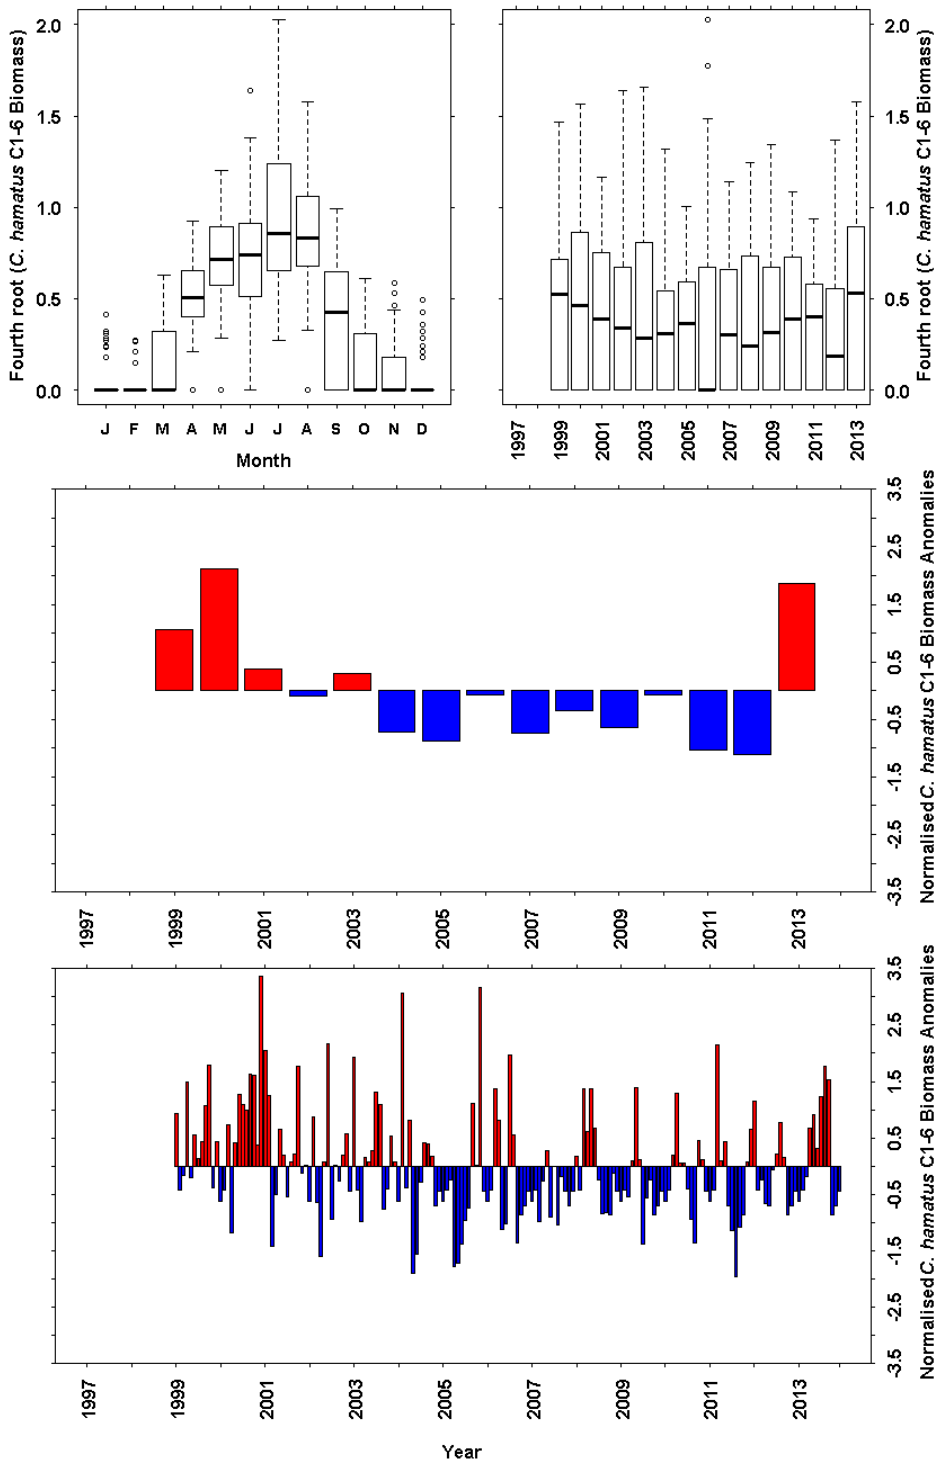 Fourth root (C. hamatus C1-6 Biomass)
2.0
1.5
1.0
0.5
0.0
J F M A M J J A S O N D
Month
2.0
1.5
1.0
0.5
0.0
Fourth root (C. hamatus C1-6 Biomass)
1997 1999 2001 2003 2005 2007 2009 2011 2013
3.5
2.5
1.5
0.5
-0.5
-1.5
-2.5
-3.5
Normalised C. hamatus C1-6 Biomass Anomalies
1997 1999 2001 2003 2005 2007 2009 2011 2013
3.5
2.5
1.5
0.5
-0.5
-1.5
-2.5
-3.5
Normalised C. hamatus C1-6 Biomass Anomalies
1997 1999 2001 2003 2005 2007 2009 2011 2013
Year